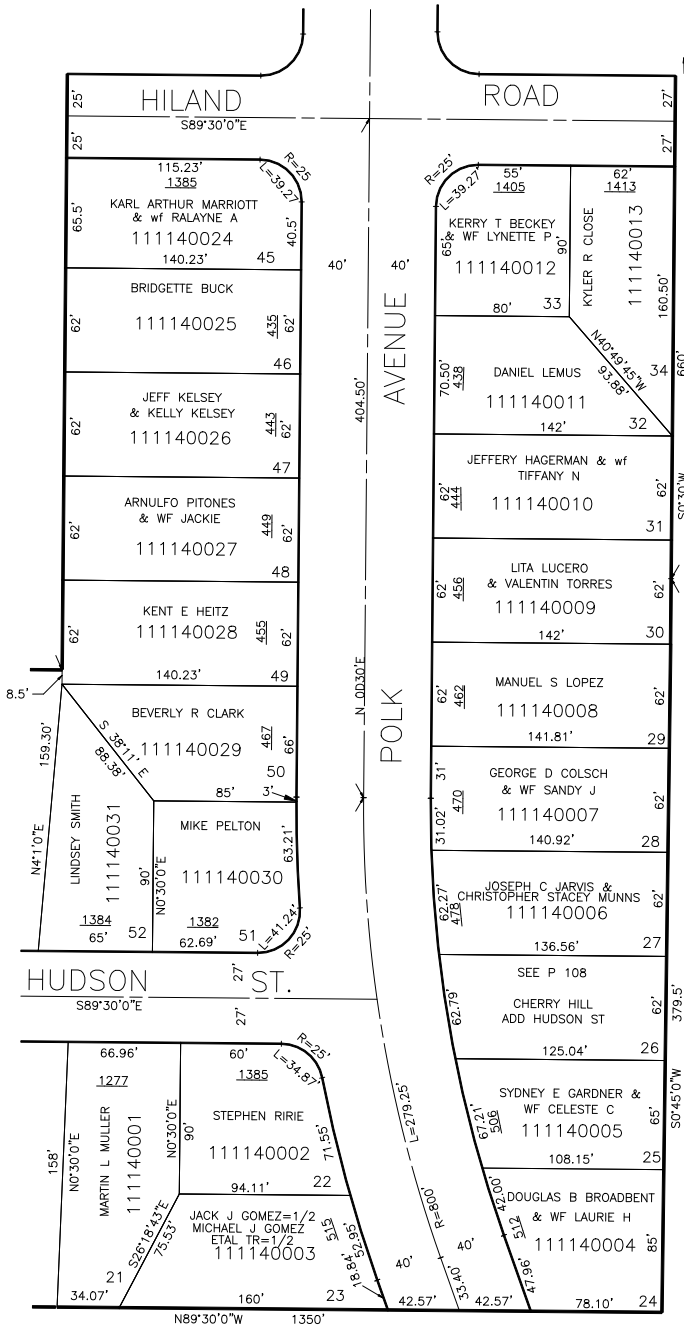 HILAND ROAD
25'
25'
27'
27'
S89°30'0"E
115.23'
1385
R=25
L=39.27'
R=25'
L=39.27'
55'
1405
62'
1413
65.5'
KARL ARTHUR MARRIOTT
& wf RALAYNE A
111140024
40.5'
140.23'
45
KERRY T BECKEY
& WF LYNETTE P
65'
90'
111140012
80'
33
KYLER R CLOSE
111140013
160.50'
34
N40°49'45"W
93.88'
660'
40'
40'
AVENUE
404.50'
BRIDGETTE BUCK
62'
111140025
435
62'
46
70.50'
438
DANIEL LEMUS
111140011
142'
32
JEFF KELSEY
& KELLY KELSEY
62'
111140026
443
62'
47
JEFFERY HAGERMAN & wf
TIFFANY N
62'
444
111140010
62'
31
S0°30'W
ARNULFO PITONES
& WF JACKIE
62'
111140027
449
62'
48
LITA LUCERO
& VALENTIN TORRES
62'
456
111140009
62'
142'
30
KENT E HEITZ
62'
111140028
455
62'
140.23'
49
N 0D30'E
POLK
MANUEL S LOPEZ
62'
462
111140008
62'
141.81'
29
8.5'
BEVERLY R CLARK
111140029
467
66'
50
S 38°11' E
88.38'
85'
3'
159.30'
N4°1'0"E
31'
31.02'
470
GEORGE D COLSCH
& WF SANDY J
111140007
62'
140.92'
28
LINDSEY SMITH
111140031
90'
N0°30'0"E
1384
65'
52
MIKE PELTON
63.21'
111140030
1382
62.69'
51
L=41.24'
R=25'
62.27'
478
JOSEPH C JARVIS &
CHRISTOPHER STACEY MUNNS
111140006
62'
136.56'
27
HUDSON ST.
27'
27'
S89°30'0"E
SEE P 108
CHERRY HILL
ADD HUDSON ST
62.79'
62'
125.04'
26
379.5'
S0°45'0"W
66.96'
1277
60'
1385
R=25'
L=34.87'
L=279.25'
R=800'
158'
N0°30'0"E
MARTIN L MULLER
111140001
N0°30'0"E
90'
STEPHEN RIRIE
111140002
71.55'
94.11'
22
67.21'
506
SYDNEY E GARDNER &
WF CELESTE C
111140005
65'
108.15'
25
S26°18'43"E
75.53'
21
34.07'
JACK J GOMEZ=1/2
MICHAEL J GOMEZ
ETAL TR=1/2
111140003
515
52.95'
18.84'
160'
23
40'
40'
33.40'
42.57'
42.57'
42.00'
512
47.96'
DOUGLAS B BROADBENT
& WF LAURIE H
111140004
85'
78.10'
24
N89°30'0"W
1350'